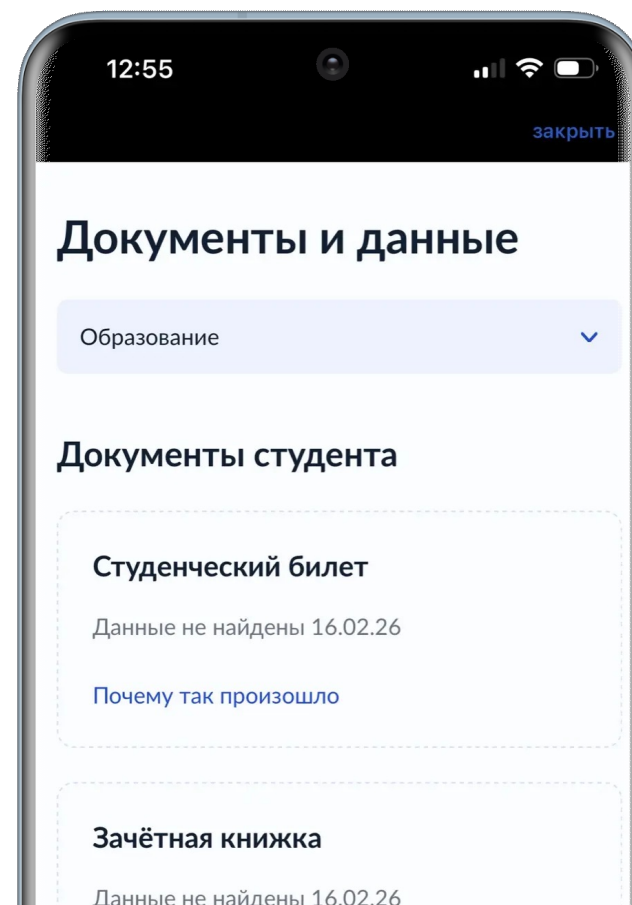 12:55
закрыть
Документы и данные
Образование
Документы студента
Студенческий билет
Данные не найдены 16.02.26
Почему так произошло
Зачётная книжка
Данные не найдены 16.02.26